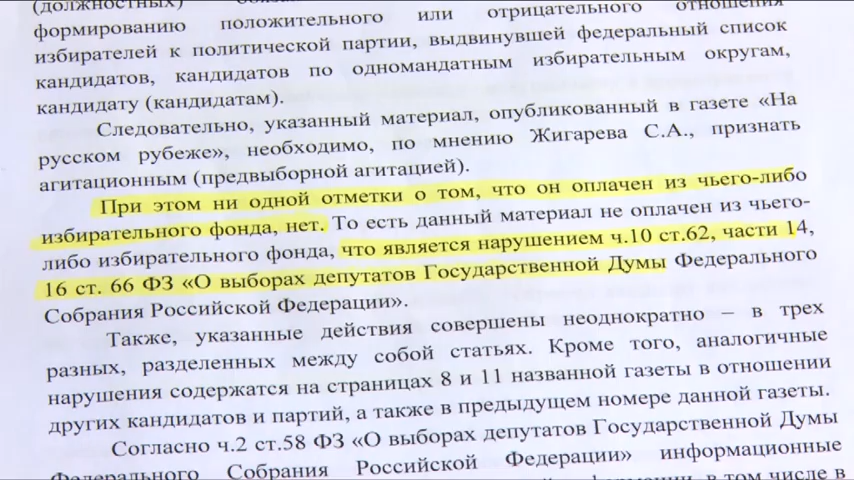 (должностных)
формированию положительного или отрицательного отношения
избирателей к политической партии, выдвинувшей федеральный список
кандидатов, кандидатов по одномандатным избирательным округам,
кандидату (кандидатам).
Следовательно, указанный материал, опубликованный в газете «На
русском рубеже», необходимо, по мнению Жигарева С.А., признать
агитационным (предвыборной агитацией).
При этом ни одной отметки о том, что он оплачен из чьего-либо
избирательного фонда, нет. То есть данный материал не оплачен из чьего-
либо избирательного фонда, что является нарушением ч.10 ст.62, части 14,
16 ст. 66 ФЗ «О выборах депутатов Государственной Думы Федерального
Собрания Российской Федерации».
Также, указанные действия совершены неоднократно – в трех
разных, разделенных между собой статьях. Кроме того, аналогичные
нарушения содержатся на страницах 8 и 11 названной газеты в отношении
других кандидатов и партий, а также в предыдущем номере данной газеты.
Согласно ч.2 ст.58 ФЗ «О выборах депутатов Государственной Думы
Федерального Собрания Российской Федерации» информационные
в том числе в